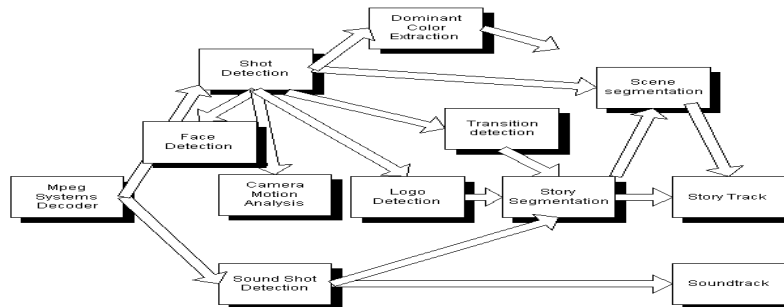 Dominant
Color
Extraction
Shot
Detection
Scene
segmentation
Face
Detection
Transition
detection
Mpeg
Systems
Decoder
Camera
Motion
Analysis
Logo
Detection
Story
Segmentation
Story Track
Sound Shot
Detection
Soundtrack